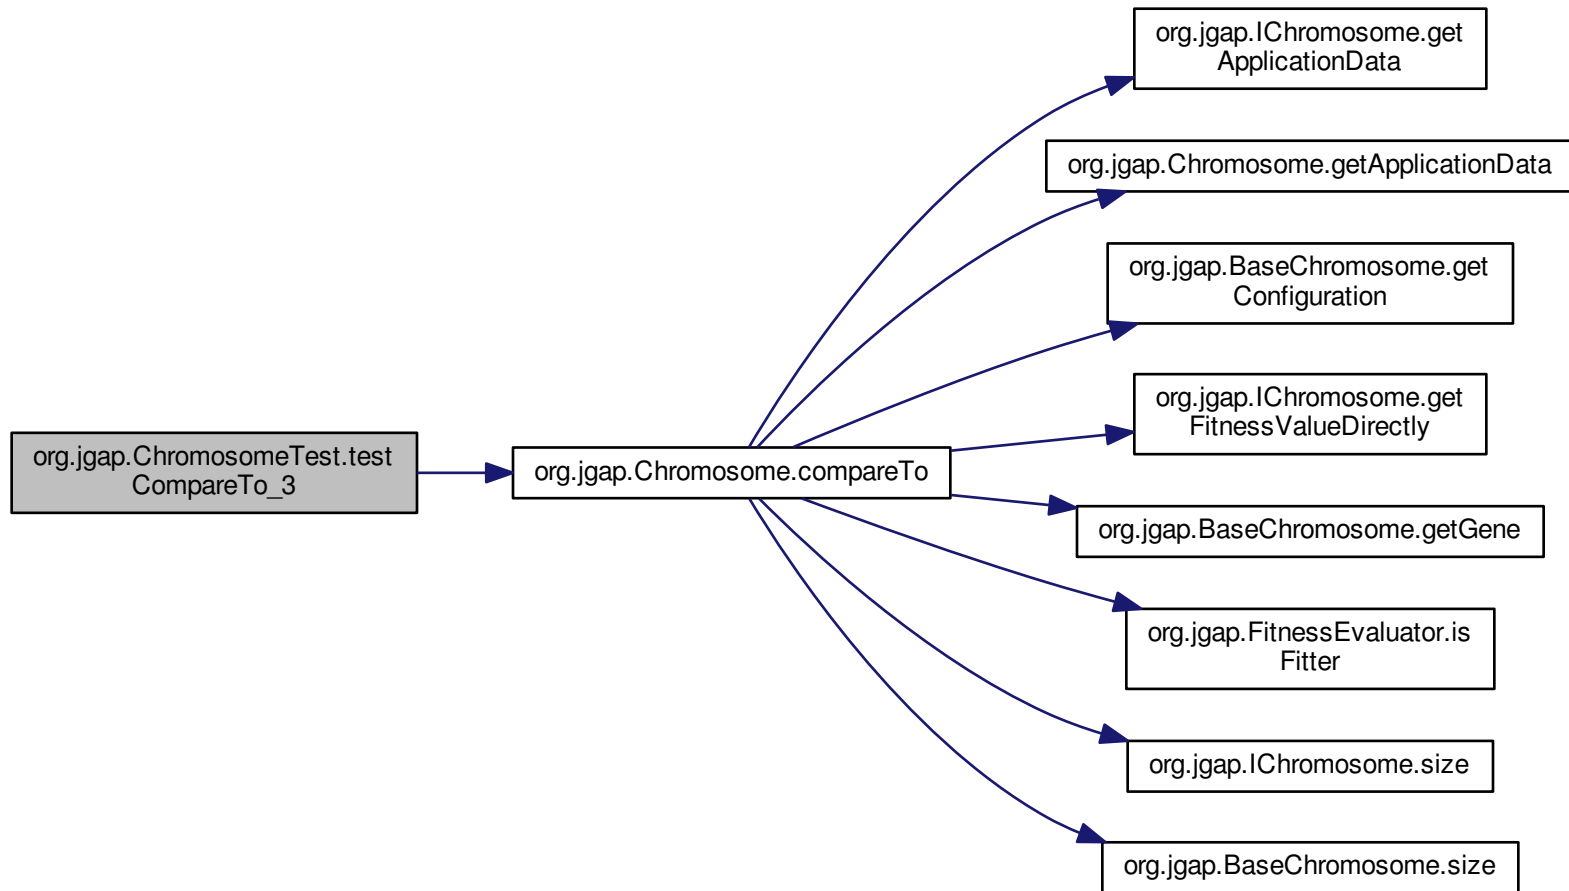 org.jgap.ChromosomeTest.test
CompareTo_3
org.jgap.Chromosome.compareTo
org.jgap.IChromosome.get
ApplicationData
org.jgap.Chromosome.getApplicationData
org.jgap.BaseChromosome.get
Configuration
org.jgap.IChromosome.get
FitnessValueDirectly
org.jgap.BaseChromosome.getGene
org.jgap.FitnessEvaluator.is
Fitter
org.jgap.IChromosome.size
org.jgap.BaseChromosome.size